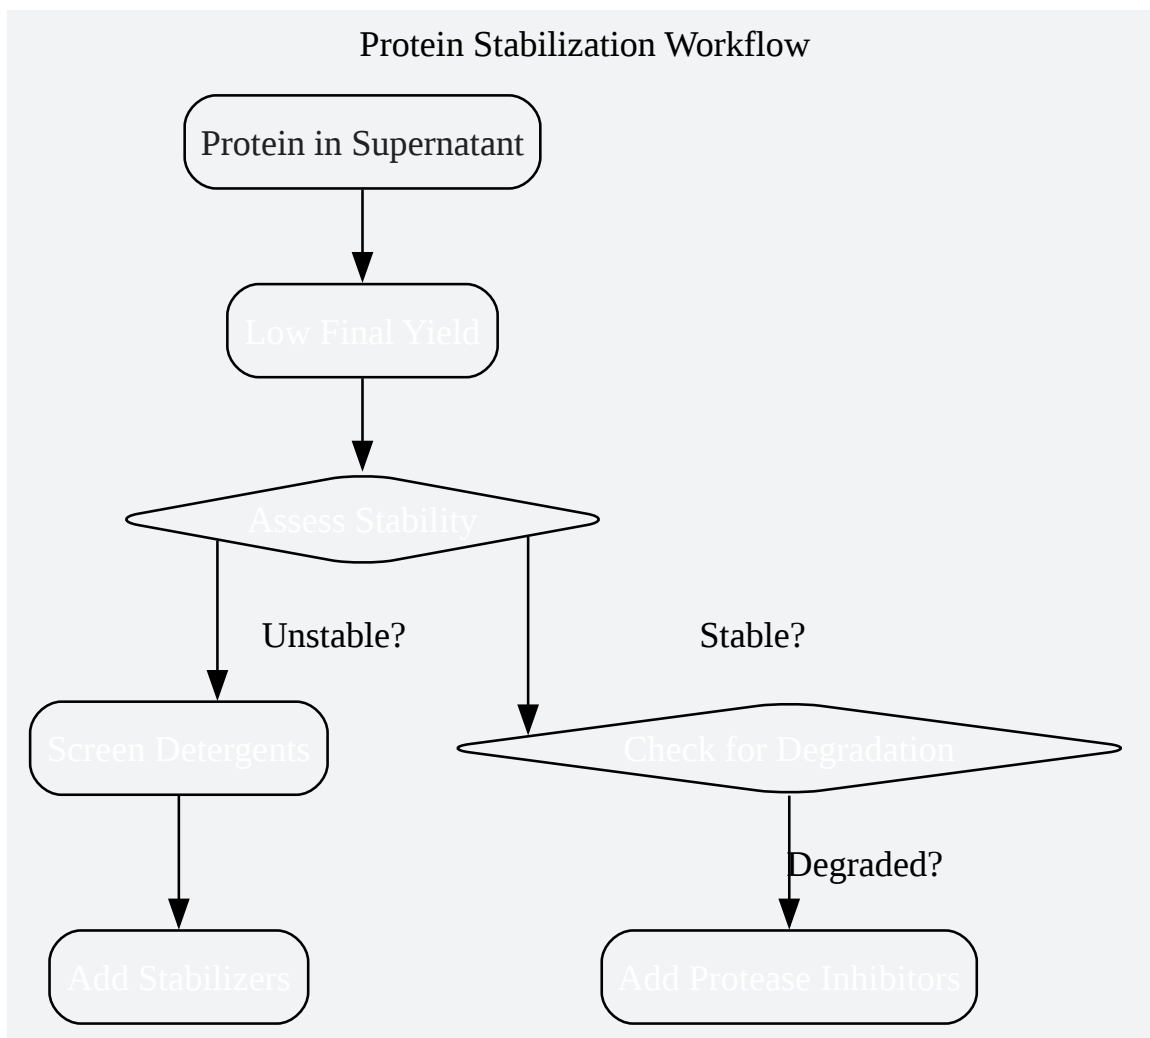 Protein Stabilization Workflow
Protein in Supernatant
Low Final Yield
Assess Stability
Unstable?
Stable?
Screen Detergents
Check for Degradation
Degraded?
Add Stabilizers
Add Protease Inhibitors